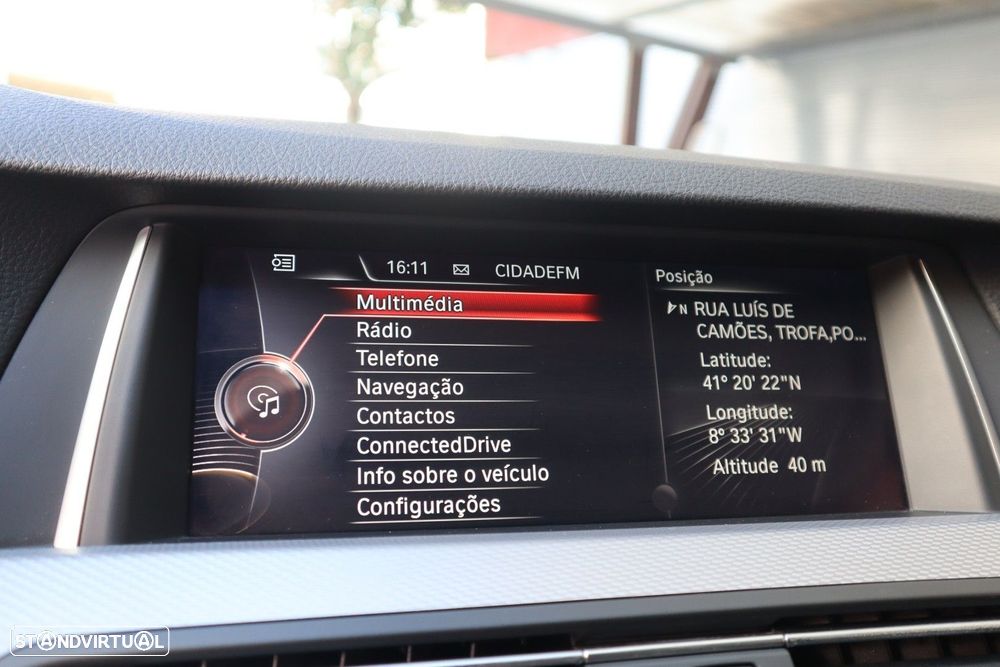 16:11 CIDADEFM
Multimédia
Rádio
Telefone
Navegação
Contactos
ConnectedDrive
Info sobre o veículo
Configurações
Posição
N RUA LUÍS DE
CAMÕES, TROFA,PO...
Latitude:
41° 20' 22"N
Longitude:
8° 33' 31"W
Altitude 40 m
STANDVIRTUAL